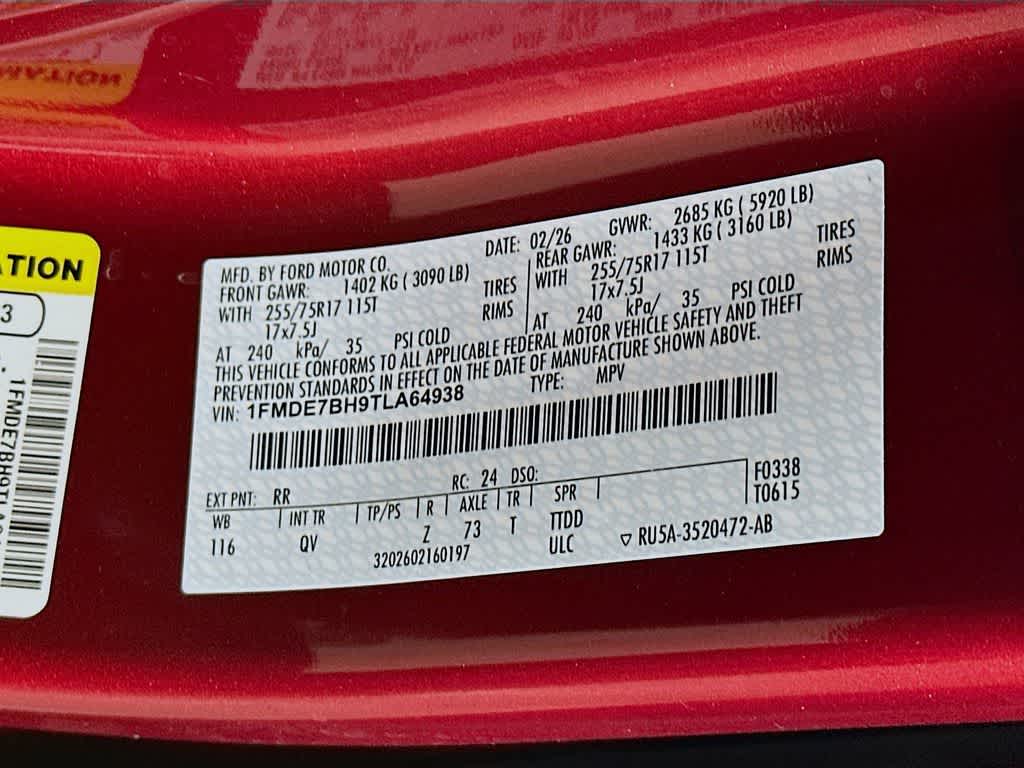 ATION
3
1FMDE7BH9TLA
MFD. BY FORD MOTOR CO.
DATE: 02/26 GVWR: 2685 KG ( 5920 LB)
FRONT GAWR: 1402 KG ( 3090 LB)
REAR GAWR: 1433 KG ( 3160 LB)
WITH 255/75R17 115T TIRES
WITH 255/75R17 115T TIRES
17x7.5J RIMS
17x7.5J RIMS
AT 240 kPa/ 35 PSI COLD
AT 240 kPa/ 35 PSI COLD
THIS VEHICLE CONFORMS TO ALL APPLICABLE FEDERAL MOTOR VEHICLE SAFETY AND THEFT
PREVENTION STANDARDS IN EFFECT ON THE DATE OF MANUFACTURE SHOWN ABOVE.
VIN: 1FMDE7BH9TLA64938 TYPE: MPV
EXT PNT: RR RC: 24 DSO: F0338
WB INT TR TP/PS R AXLE TR SPR T0615
116 QV Z 73 T TTDD
3202602160197 ULC RU5A-3520472-AB